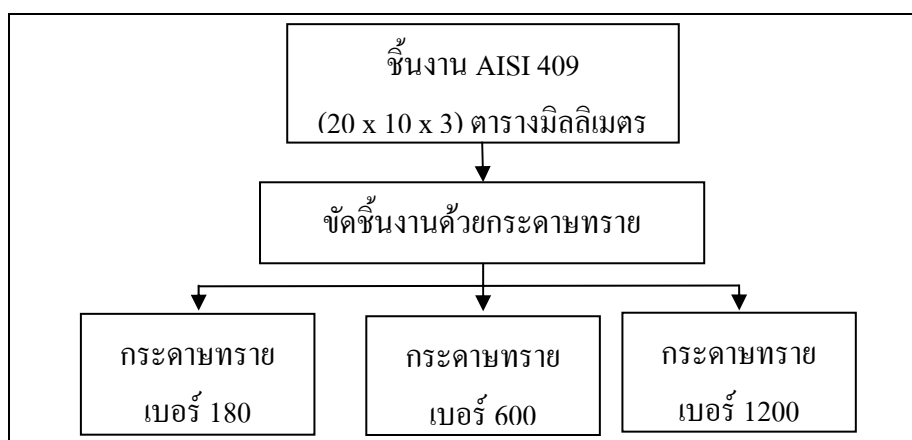 ชิ้นงาน AISI 409
(20 x 10 x 3) ตารางมิลลิเมตร
ขัดชิ้นงานด้วยกระดาษทราย
กระดาษทราย
เบอร์ 180
กระดาษทราย
เบอร์ 600
กระดาษทราย
เบอร์ 1200